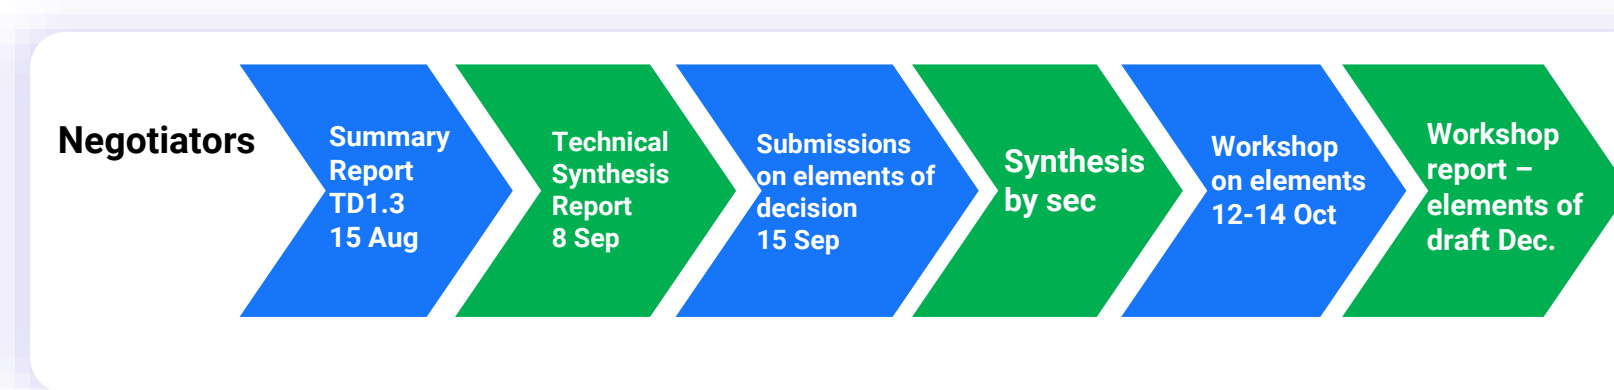 Negotiators
Summary
Report
TD1.3
15 Aug
Technical
Synthesis
Report
8 Sep
Submissions
on elements of
decision
15 Sep
Synthesis
by sec
Workshop
on elements
12-14 Oct
Workshop
report –
elements of
draft Dec.